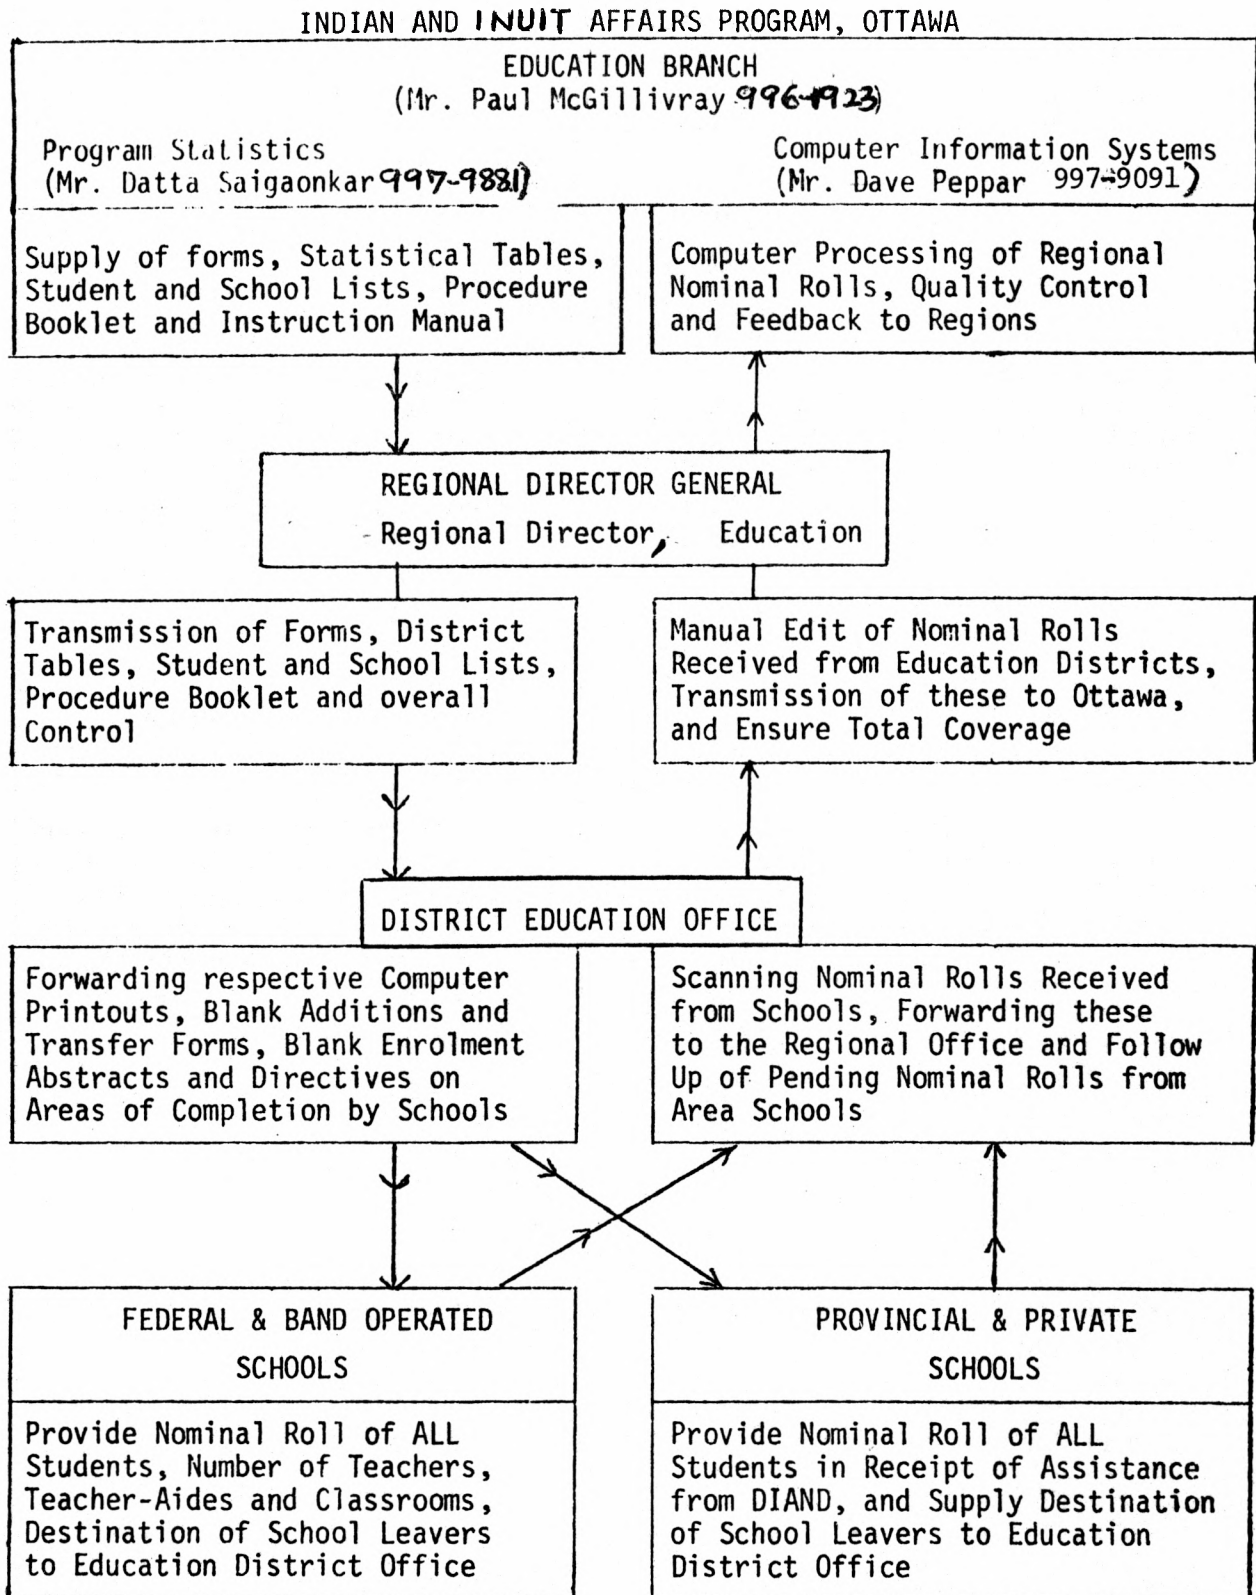 INDIAN AND INUIT AFFAIRS PROGRAM, OTTAWA
EDUCATION BRANCH
(Mr. Paul McGillivray 996-1923)
Program Statistics
(Mr. Datta Saigaonkar 997-9881)
Computer Information Systems
(Mr. Dave Peppar 997-9091)
Supply of forms, Statistical Tables,
Student and School Lists, Procedure
Booklet and Instruction Manual
Computer Processing of Regional
Nominal Rolls, Quality Control
and Feedback to Regions
REGIONAL DIRECTOR GENERAL
Regional Director, Education
Transmission of Forms, District
Tables, Student and School Lists,
Procedure Booklet and overall
Control
Manual Edit of Nominal Rolls
Received from Education Districts,
Transmission of these to Ottawa,
and Ensure Total Coverage
DISTRICT EDUCATION OFFICE
Forwarding respective Computer
Printouts, Blank Additions and
Transfer Forms, Blank Enrolment
Abstracts and Directives on
Areas of Completion by Schools
Scanning Nominal Rolls Received
from Schools, Forwarding these
to the Regional Office and Follow
Up of Pending Nominal Rolls from
Area Schools
FEDERAL & BAND OPERATED
SCHOOLS
Provide Nominal Roll of ALL
Students, Number of Teachers,
Teacher-Aides and Classrooms,
Destination of School Leavers
to Education District Office
PROVINCIAL & PRIVATE
SCHOOLS
Provide Nominal Roll of ALL
Students in Receipt of Assistance
from DIAND, and Supply Destination
of School Leavers to Education
District Office